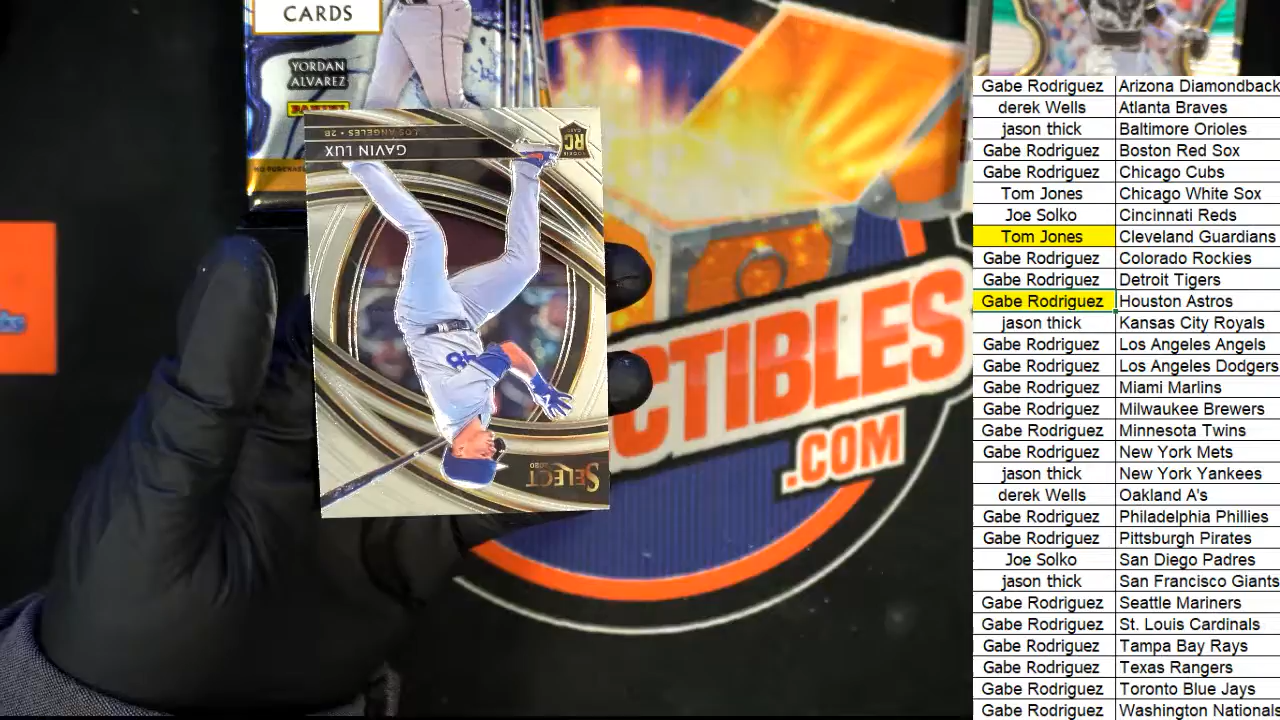 CARDS
YORDAN
ALVAREZ
PANINI
GAVIN LUX
LOS ANGELES • 2B
ROOKIE
RC
CARD
8
SELECT
2020
CTIBLES
.COM
Gabe Rodriguez Arizona Diamondback
derek Wells Atlanta Braves
jason thick Baltimore Orioles
Gabe Rodriguez Boston Red Sox
Gabe Rodriguez Chicago Cubs
Tom Jones Chicago White Sox
Joe Solko Cincinnati Reds
Tom Jones Cleveland Guardians
Gabe Rodriguez Colorado Rockies
Gabe Rodriguez Detroit Tigers
Gabe Rodriguez Houston Astros
jason thick Kansas City Royals
Gabe Rodriguez Los Angeles Angels
Gabe Rodriguez Los Angeles Dodgers
Gabe Rodriguez Miami Marlins
Gabe Rodriguez Milwaukee Brewers
Gabe Rodriguez Minnesota Twins
Gabe Rodriguez New York Mets
jason thick New York Yankees
derek Wells Oakland A's
Gabe Rodriguez Philadelphia Phillies
Gabe Rodriguez Pittsburgh Pirates
Joe Solko San Diego Padres
jason thick San Francisco Giants
Gabe Rodriguez Seattle Mariners
Gabe Rodriguez St. Louis Cardinals
Gabe Rodriguez Tampa Bay Rays
Gabe Rodriguez Texas Rangers
Gabe Rodriguez Toronto Blue Jays
Gabe Rodriguez Washington Nationals